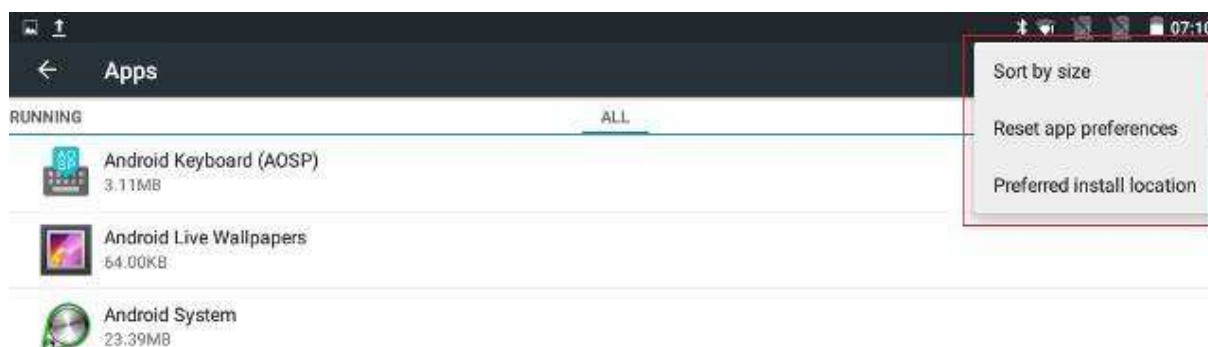 07:10
Apps
Sort by size
RUNNING
ALL
Reset app preferences
Android Keyboard (AOSP)
3.11MB
Preferred install location
Android Live Wallpapers
64.00KB
Android System
23.39MB